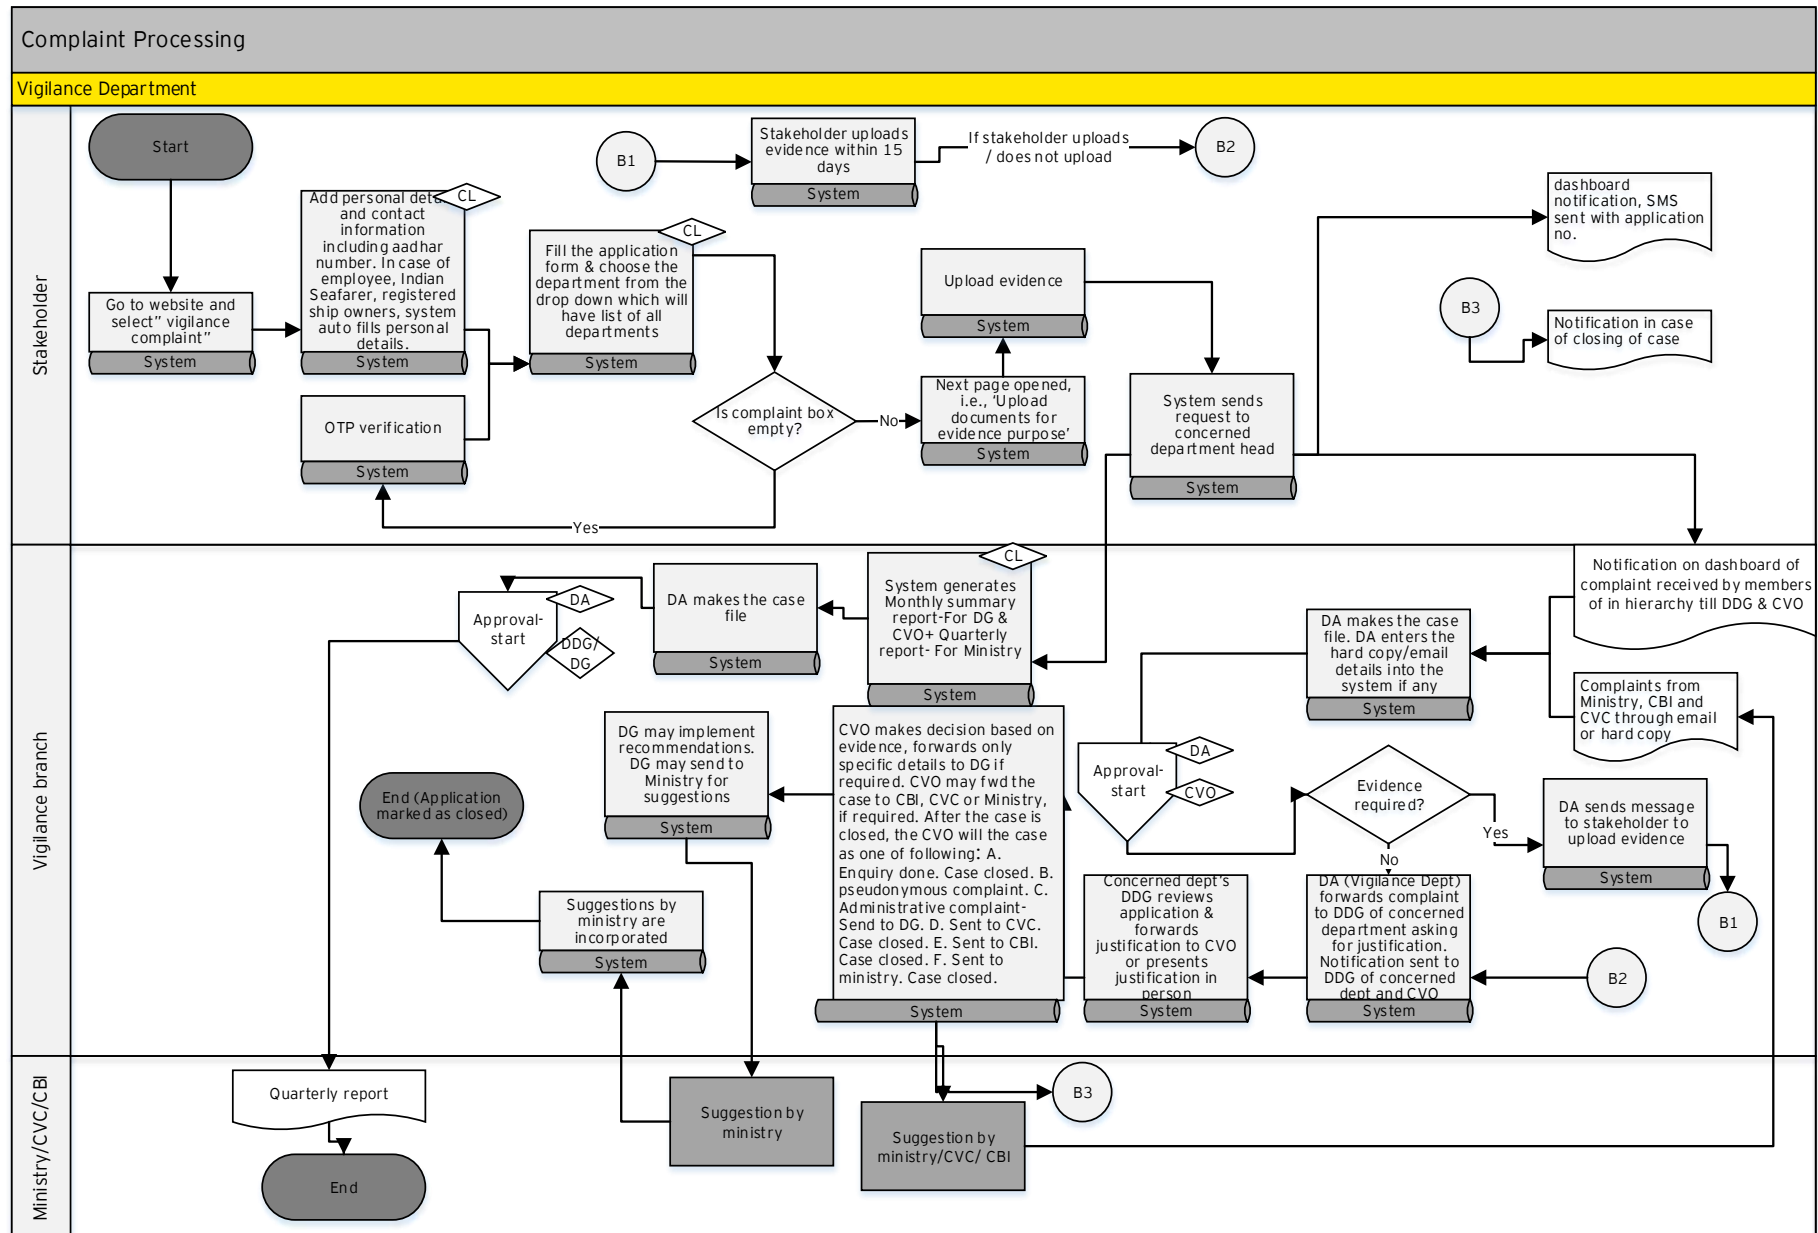 Complaint Processing
Vigilance Department
Stakeholder
Start
Go to website and
select” vigilance
complaint”
System
Add personal deta
and contact
information
including aadhar
number. In case of
employee, Indian
Seafarer, registered
ship owners, system
auto fills personal
details.
CL
System
OTP verification
System
Fill the application
form & choose the
department from the
drop down which will
have list of all
departments
CL
System
B1
Stakeholder uploads
evidence within 15
days
System
If stakeholder uploads
/ does not upload
B2
Is complaint box
empty?
No
Yes
Upload evidence
System
Next page opened,
i.e., ‘Upload
documents for
evidence purpose’
System
System sends
request to
concerned
department head
System
dashboard
notification, SMS
sent with application
no.
B3
Notification in case
of closing of case
Vigilance branch
Approval-
start
DA
DDG/
DG
DA makes the case
file
System
System generates
Monthly summary
report-For DG &
CVO+ Quarterly
report- For Ministry
CL
System
Notification on dashboard of
complaint received by members
of in hierarchy till DDG & CVO
DA makes the case
file. DA enters the
hard copy/email
details into the
system if any
System
Complaints from
Ministry, CBI and
CVC through email
or hard copy
Approval-
start
DA
CVO
Evidence
required?
Yes
No
DA sends message
to stakeholder to
upload evidence
System
B1
DA (Vigilance Dept)
forwards complaint
to DDG of concerned
department asking
for justification.
Notification sent to
DDG of concerned
dept and CVO
System
B2
Concerned dept’s
DDG reviews
application &
forwards
justification to CVO
or presents
justification in
person
System
CVO makes decision based on
evidence, forwards only
specific details to DG if
required. CVO may fwd the
case to CBI, CVC or Ministry,
if required. After the case is
closed, the CVO will the case
as one of following: A.
Enquiry done. Case closed. B.
pseudonymous complaint. C.
Administrative complaint-
Send to DG. D. Sent to CVC.
Case closed. E. Sent to CBI.
Case closed. F. Sent to
ministry. Case closed.
System
DG may implement
recommendations.
DG may send to
Ministry for
suggestions
System
End (Application
marked as closed)
Suggestions by
ministry are
incorporated
System
Ministry/CVC/CBI
Quarterly report
End
Suggestion by
ministry
Suggestion by
ministry/CVC/ CBI
B3